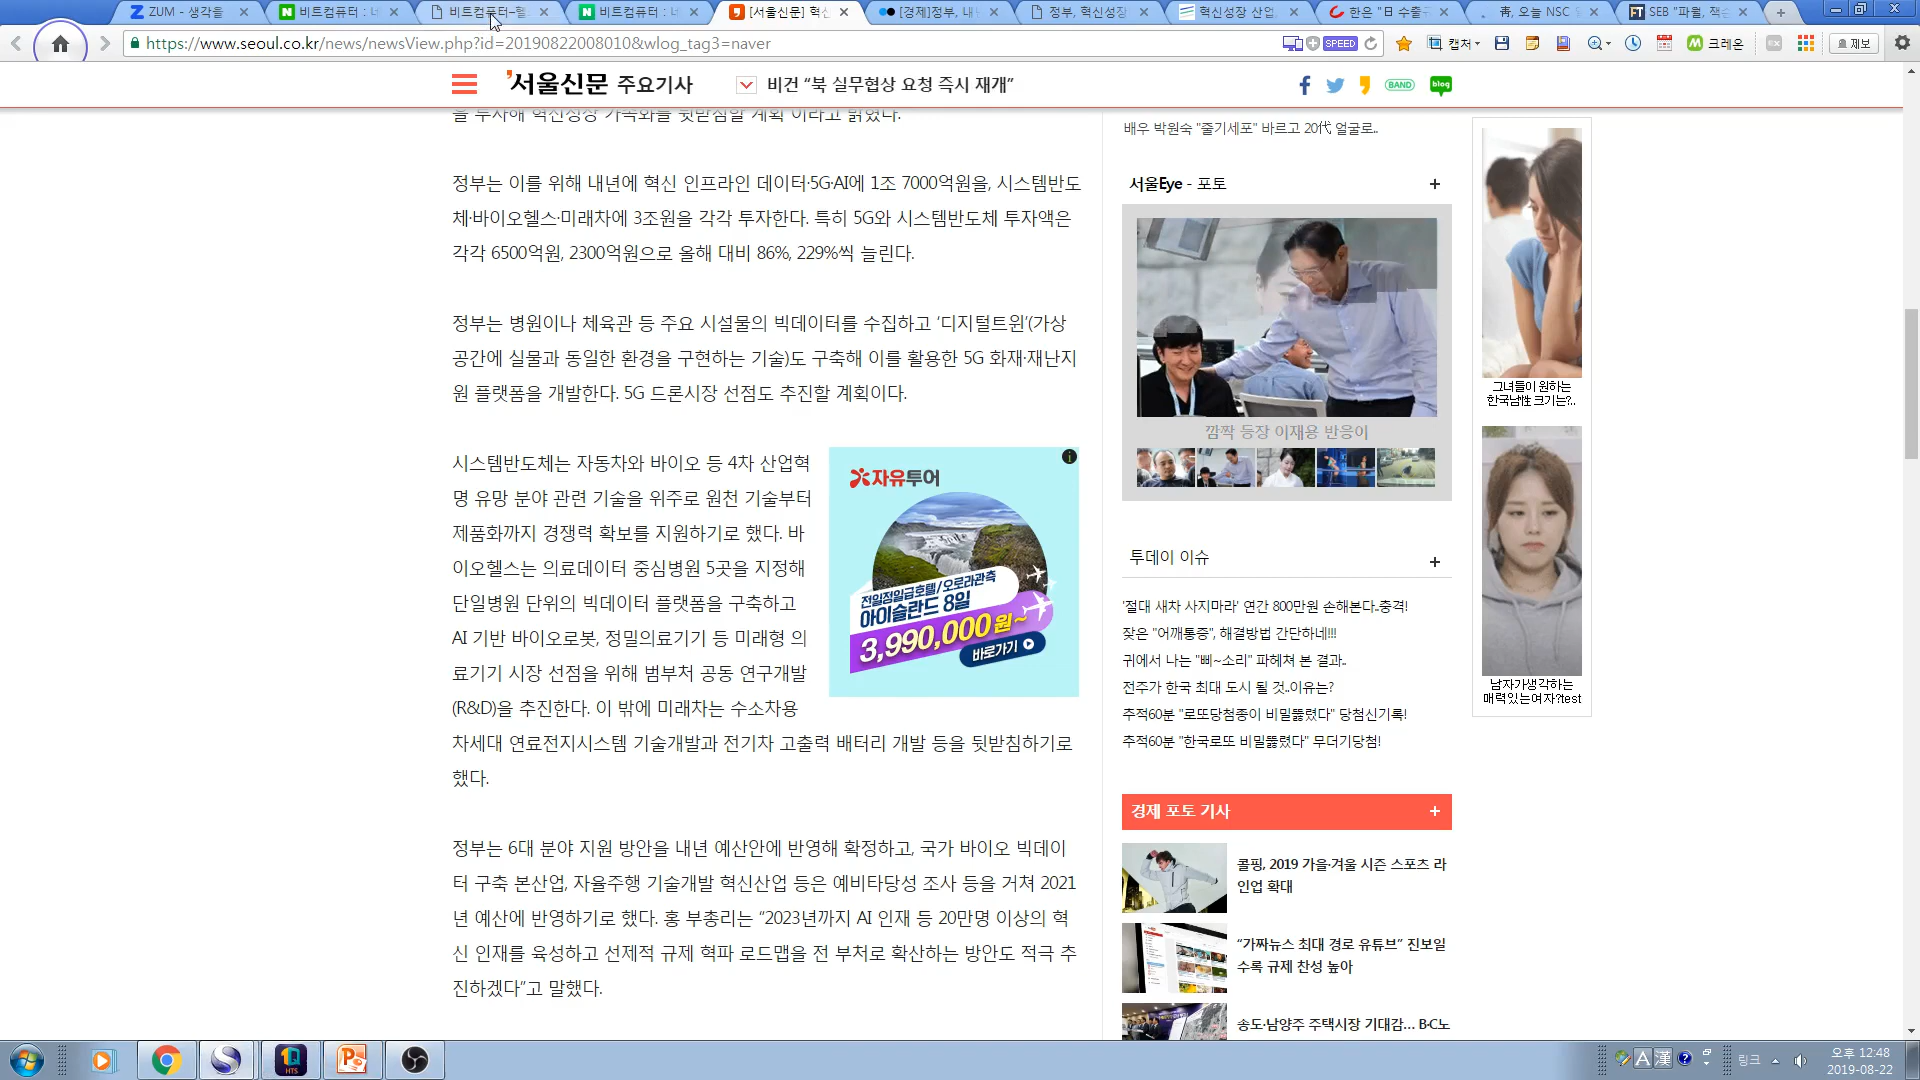 ZUM - 생각을
비트컴퓨터 : 네
비트컴퓨터-헬
비트컴퓨터 : 네
[서울신문] 혁신
[경제]정부, 내년
정부, 혁신성장
혁신성장 산업,
한은 "日 수출규
靑, 오늘 NSC
SEB "파월, 잭슨
https://www.seoul.co.kr/news/newsView.php?id=20190822008010&wlog_tag3=naver
SPEED
캡처
크레온
제보
서울신문 주요기사
비건 “북 실무협상 요청 즉시 재개”
BAND
blog
을 투자해 혁신성장 가속화를 뒷받침할 계획”이라고 밝혔다.
정부는 이를 위해 내년에 혁신 인프라인 데이터·5G·AI에 1조 7000억원을, 시스템반도
체·바이오헬스·미래차에 3조원을 각각 투자한다. 특히 5G와 시스템반도체 투자액은
각각 6500억원, 2300억원으로 올해 대비 86%, 229%씩 늘린다.
정부는 병원이나 체육관 등 주요 시설물의 빅데이터를 수집하고 ‘디지털트윈’(가상
공간에 실물과 동일한 환경을 구현하는 기술)도 구축해 이를 활용한 5G 화재·재난지
원 플랫폼을 개발한다. 5G 드론시장 선점도 추진할 계획이다.
시스템반도체는 자동차와 바이오 등 4차 산업혁
명 유망 분야 관련 기술을 위주로 원천 기술부터
제품화까지 경쟁력 확보를 지원하기로 했다. 바
이오헬스는 의료데이터 중심병원 5곳을 지정해
단일병원 단위의 빅데이터 플랫폼을 구축하고
AI 기반 바이오로봇, 정밀의료기기 등 미래형 의
료기기 시장 선점을 위해 범부처 공동 연구개발
(R&D)을 추진한다. 이 밖에 미래차는 수소차용
차세대 연료전지시스템 기술개발과 전기차 고출력 배터리 개발 등을 뒷받침하기로
했다.
자유투어
전일정일급호텔/오로라관측
아이슬란드 8일
3,990,000원~
바로가기
정부는 6대 분야 지원 방안을 내년 예산안에 반영해 확정하고, 국가 바이오 빅데이
터 구축 본산업, 자율주행 기술개발 혁신산업 등은 예비타당성 조사 등을 거쳐 2021
년 예산에 반영하기로 했다. 홍 부총리는 “2023년까지 AI 인재 등 20만명 이상의 혁
신 인재를 육성하고 선제적 규제 혁파 로드맵을 전 부처로 확산하는 방안도 적극 추
진하겠다”고 말했다.
배우 박원숙 "줄기세포" 바르고 20代 얼굴로..
서울Eye - 포토
깜짝 등장 이재용 반응이
투데이 이슈
'절대 새차 사지마라' 연간 800만원 손해본다..충격!
잦은 "어깨통증", 해결방법 간단하네!!!
귀에서 나는 "삐~소리" 파헤쳐 본 결과..
전주가 한국 최대 도시 될 것..이유는?
추적60분 "로또당첨종이 비밀뚫렸다" 당첨신기록!
추적60분 "한국로또 비밀뚫렸다" 무더기당첨!
경제 포토 기사
콜핑, 2019 가을·겨울 시즌 스포츠 라
인업 확대
“가짜뉴스 최대 경로 유튜브” 진보일
수록 규제 찬성 높아
송도·남양주 주택시장 기대감… B·C노
그녀들이 원하는
한국남性 크기는?..
남자가생각하는
매력있는여자?test
HTS
A 漢
링크
오후 12:48
2019-08-22